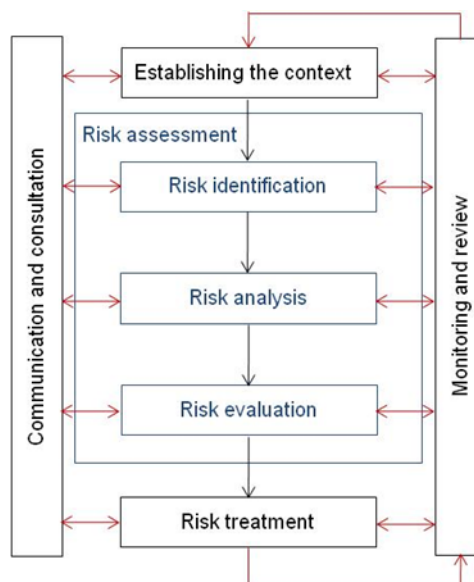 Establishing the context
Risk assessment
Risk identification
Risk analysis
Risk evaluation
Risk treatment
Communication and consultation
Monitoring and review